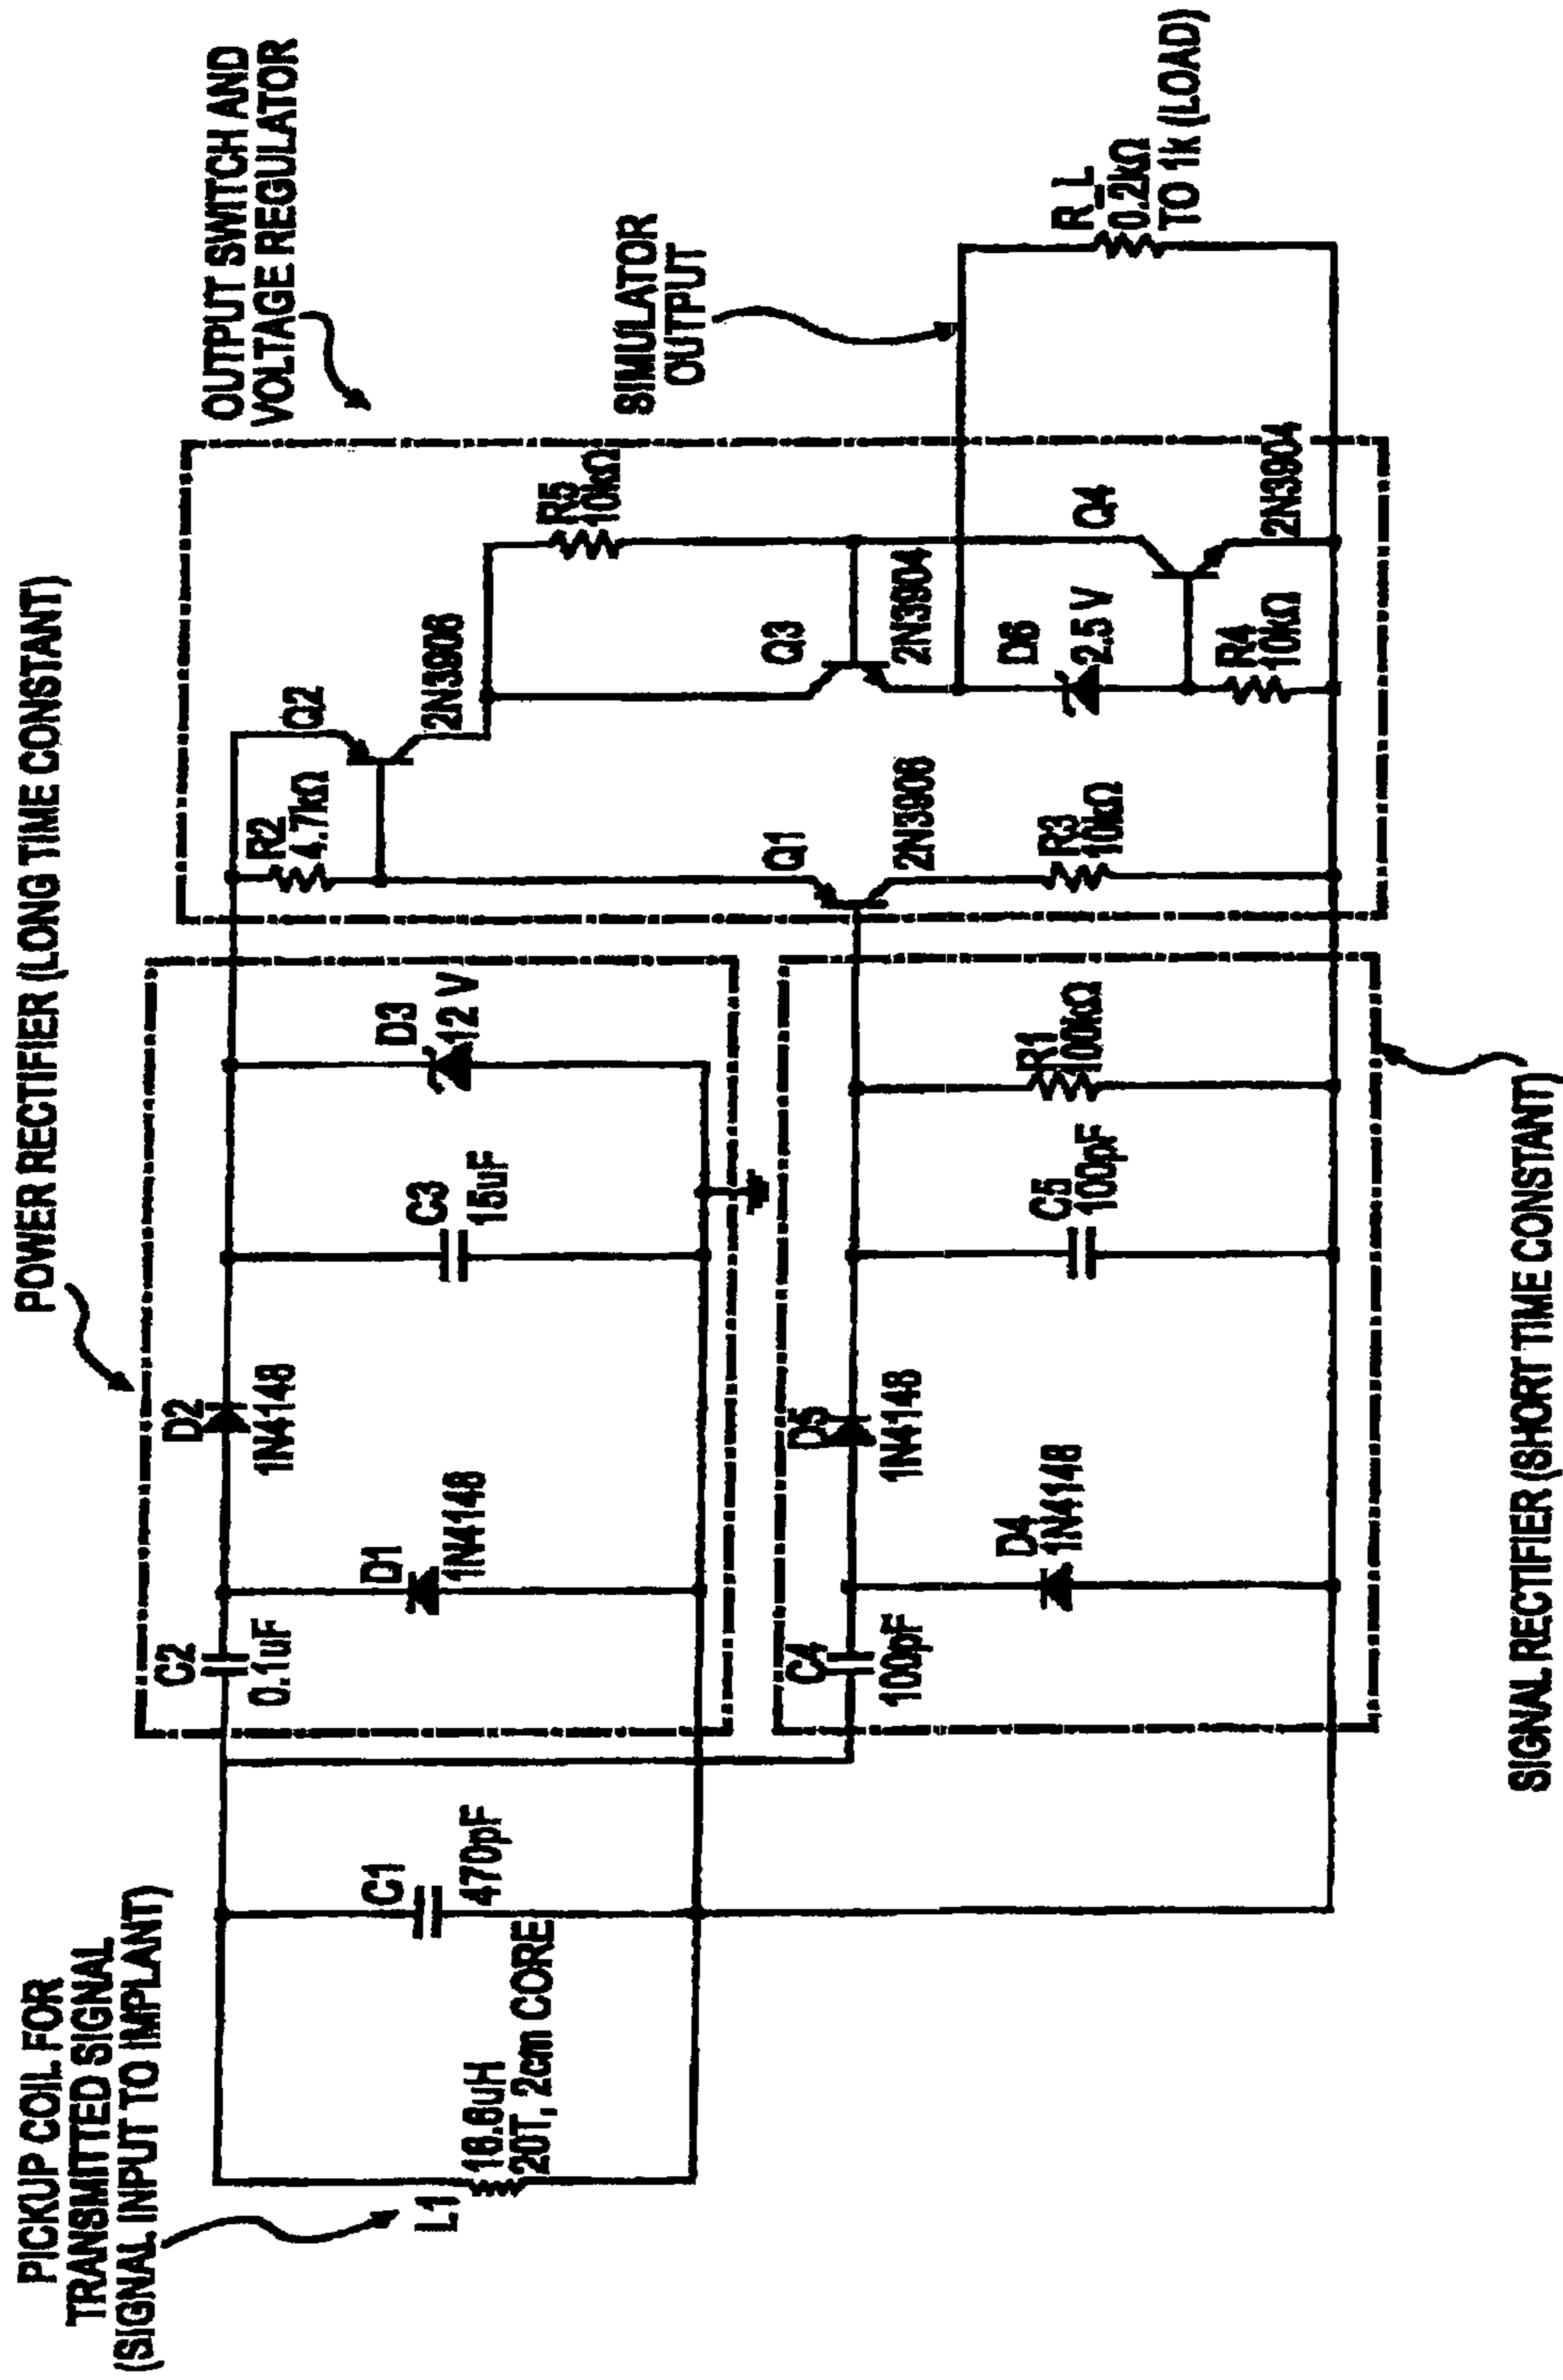 PICKUP COIL FOR
TRANSMITTED SIGNAL
(SIGNAL INPUT TO IMPLANT)
L1
18.8uH
20T, 2cm CORE
C1
470pF
POWER RECTIFIER (LONG TIME CONSTANT)
C2
0.1uF
D1
1N4148
D2
1N4148
C3
15uF
D3
12 V
C4
100pF
D4
1N4148
D5
1N4148
C5
100pF
R1
100kΩ
SIGNAL RECTIFIER (SHORT TIME CONSTANT)
OUTPUT SWITCH AND
VOLTAGE REGULATOR
R2
4.7kΩ
Q2
2N3906
Q1
2N3906
R3
10kΩ
R5
10kΩ
Q3
2N3904
D6
2.5 V
R4
10kΩ
Q4
2N3904
SIMULATOR
OUTPUT
R_L
0.2kΩ
TO 1k (LOAD)